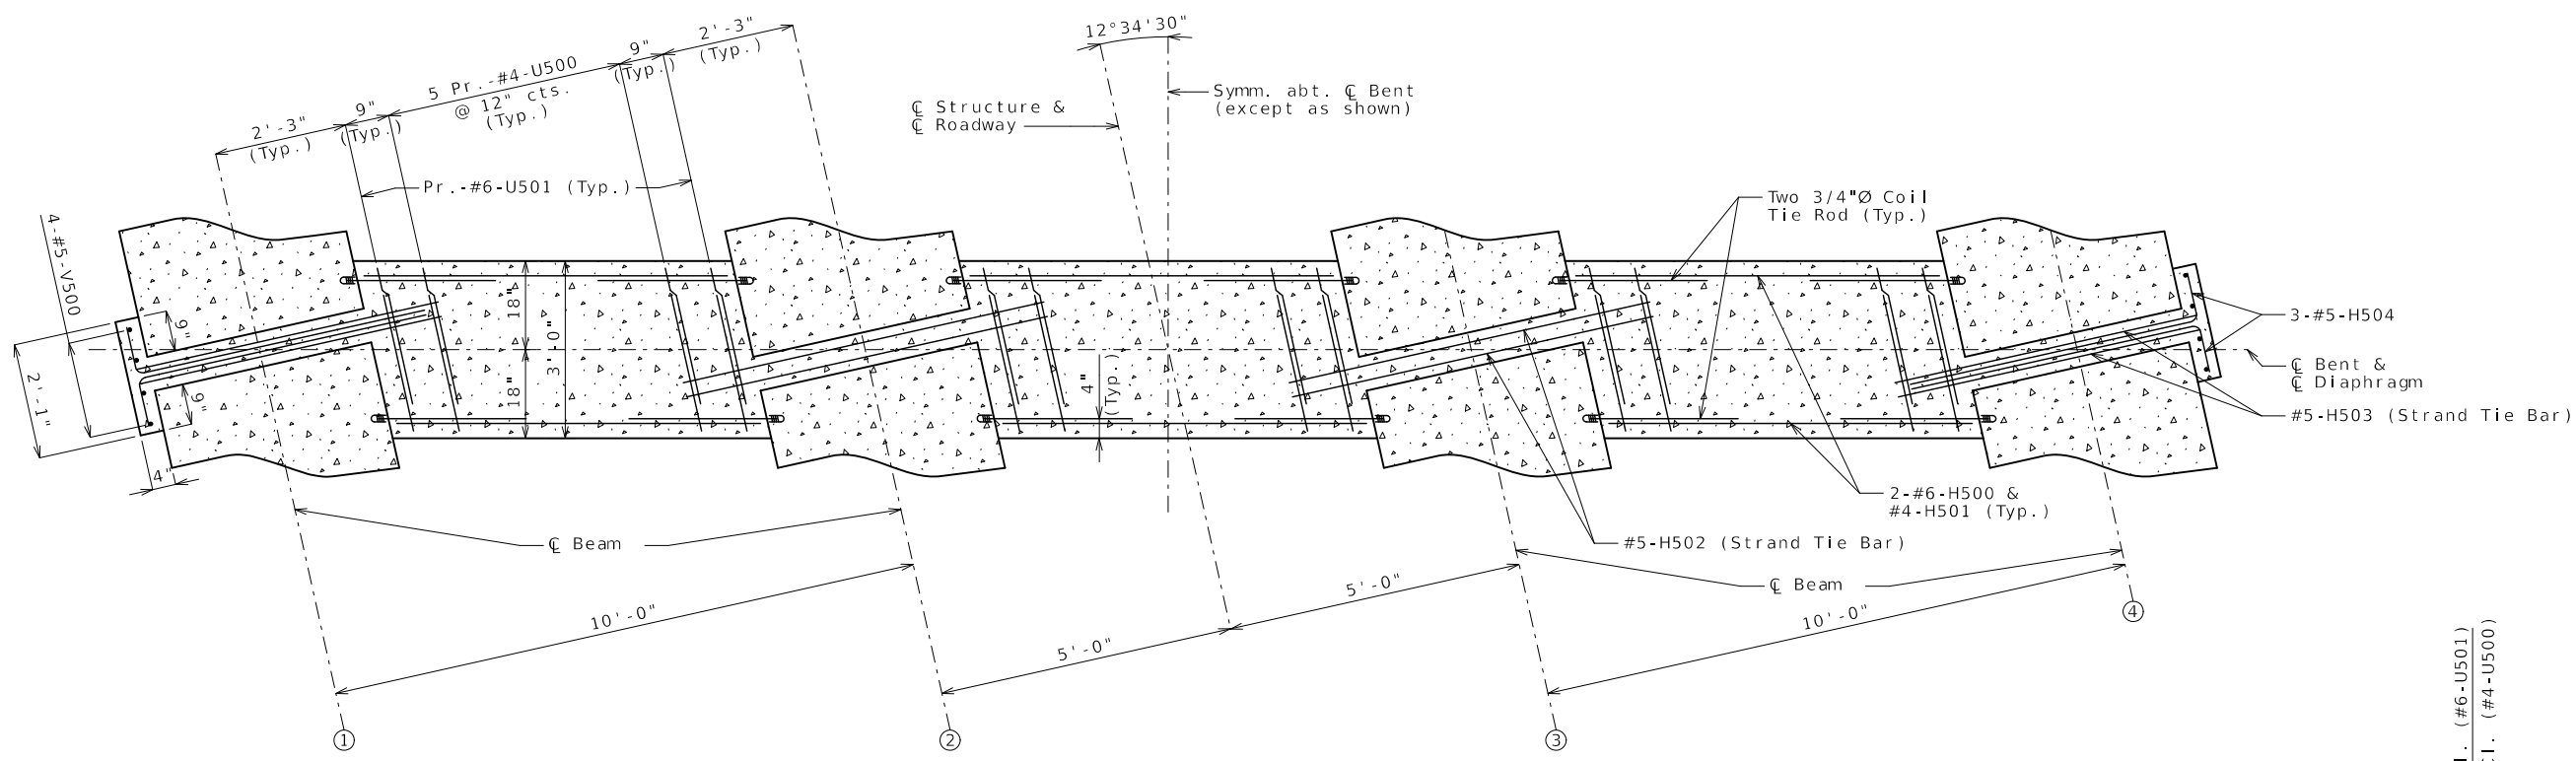 12°34'30"
2'-3"
(Typ.)
9"
(Typ.)
5 Pr.-#4-U500
@ 12" cts.
(Typ.)
9"
(Typ.)
2'-3"
(Typ.)
℄ Structure &
℄ Roadway
Symm. abt. ℄ Bent
(except as shown)
Pr.-#6-U501 (Typ.)
Two 3/4"Ø Coil
Tie Rod (Typ.)
4-#5-V500
2'-1"
9"
9"
4"
18"
18"
3'-0"
4"
(Typ.)
3-#5-H504
℄ Bent &
℄ Diaphragm
#5-H503 (Strand Tie Bar)
2-#6-H500 &
#4-H501 (Typ.)
#5-H502 (Strand Tie Bar)
℄ Beam
℄ Beam
10'-0"
5'-0"
5'-0"
10'-0"
1
2
3
4
(#6-U501)
(#4-U500)